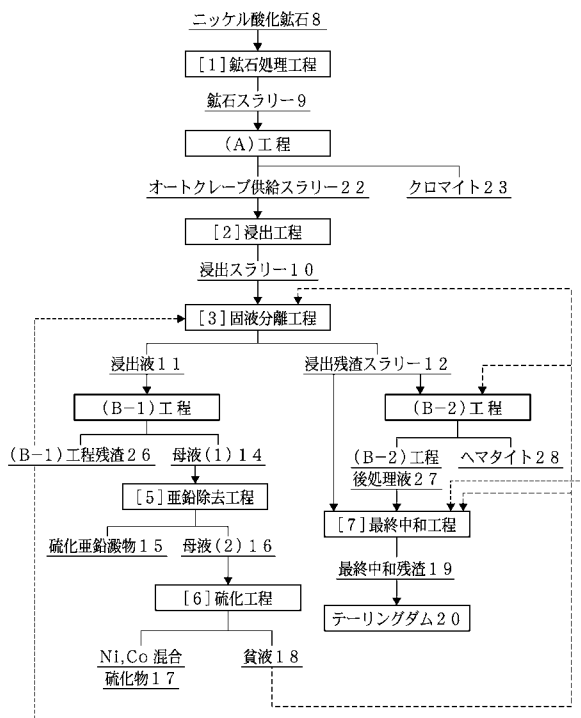 ニッケル酸化鉱石8
[1]鉱石処理工程
鉱石スラリー9
(A)工程
オートクレーブ供給スラリー22
クロマイト23
[2]浸出工程
浸出スラリー10
[3]固液分離工程
浸出液11
浸出残渣スラリー12
(B-1)工程
(B-2)工程
(B-1)工程残渣26
母液(1)14
(B-2)工程
後処理液27
ヘマタイト28
[5]亜鉛除去工程
[7]最終中和工程
硫化亜鉛澱物15
母液(2)16
最終中和残渣19
[6]硫化工程
テーリングダム20
Ni,Co混合
硫化物17
貧液18